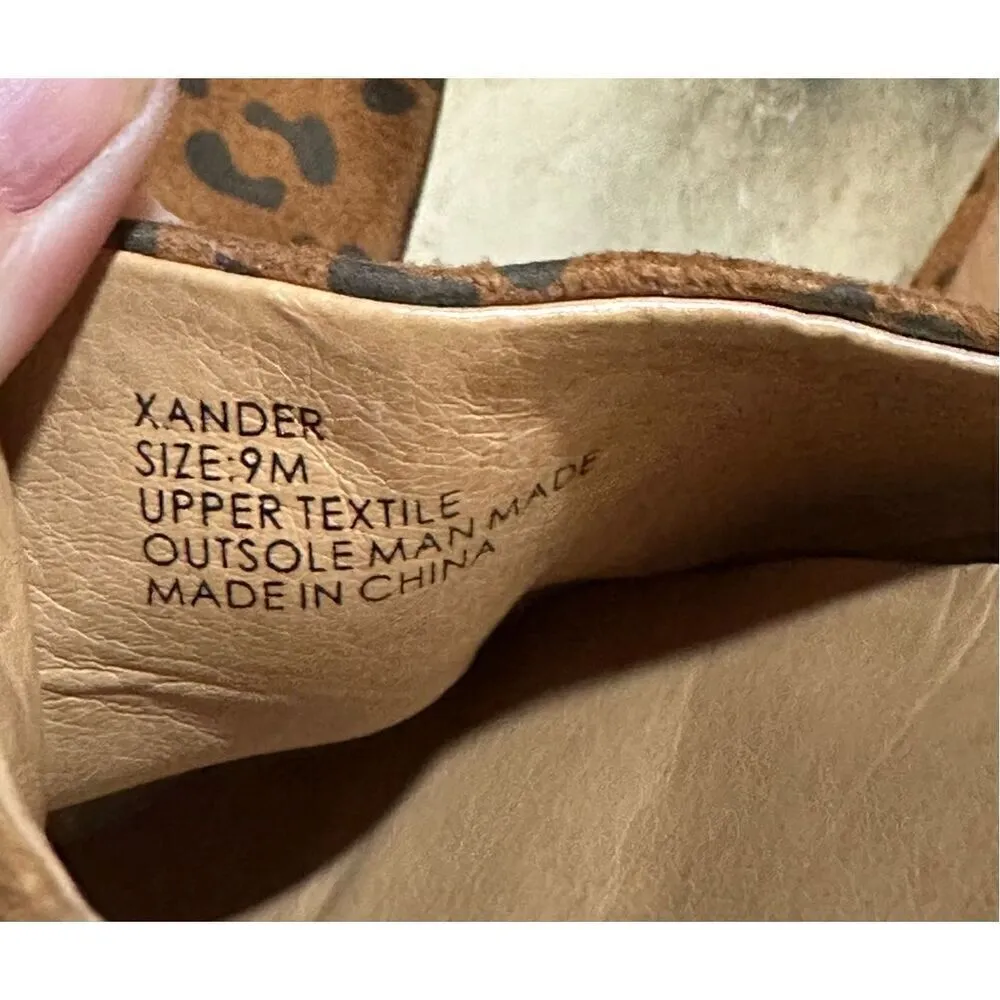 XANDER
SIZE:9M
UPPER TEXTILE
OUTSOLE MAN MADE
MADE IN CHINA